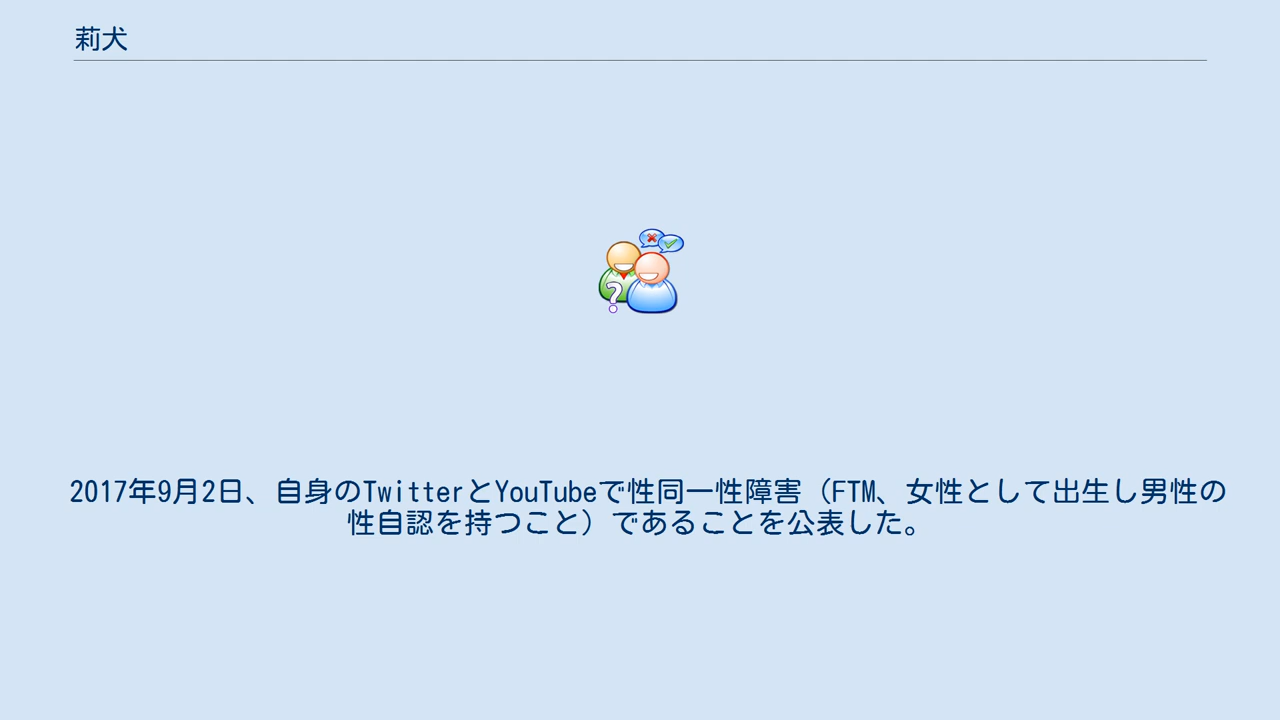 莉犬
2017年9月2日、自身のTwitterとYouTubeで性同一性障害（FTM、女性として出生し男性の
性自認を持つこと）であることを公表した。